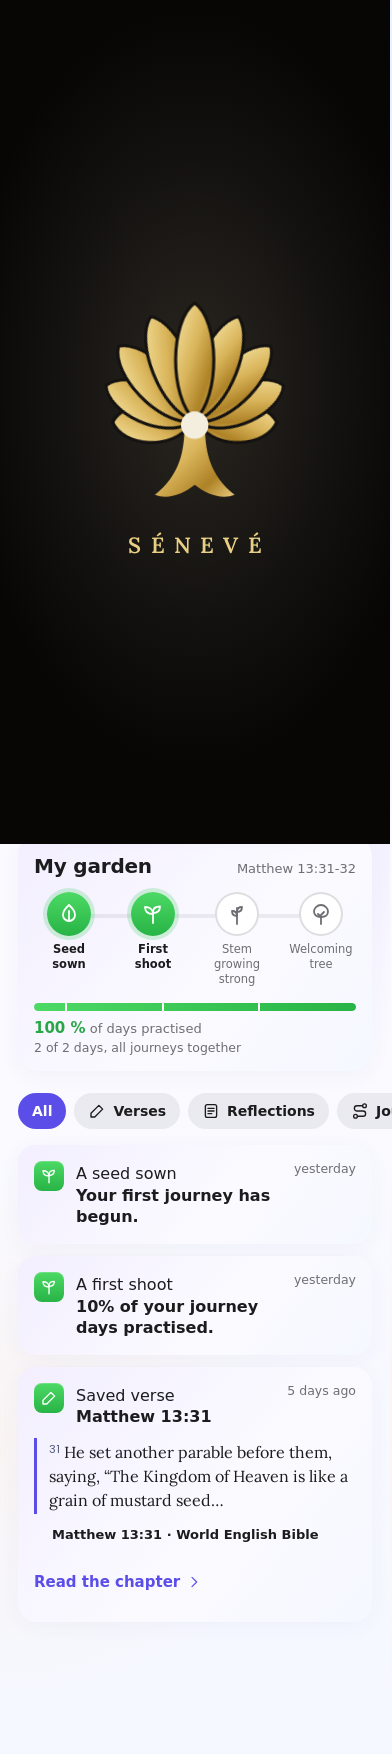 SÉNEVÉ
My garden
Matthew 13:31-32
Seed sown
First shoot
Stem growing strong
Welcoming tree
100 % of days practised
2 of 2 days, all journeys together
All
Verses
Reflections
Jo
A seed sown
yesterday
Your first journey has
begun.
A first shoot
yesterday
10% of your journey
days practised.
Saved verse
5 days ago
Matthew 13:31
31 He set another parable before them,
saying, “The Kingdom of Heaven is like a
grain of mustard seed…
Matthew 13:31 · World English Bible
Read the chapter